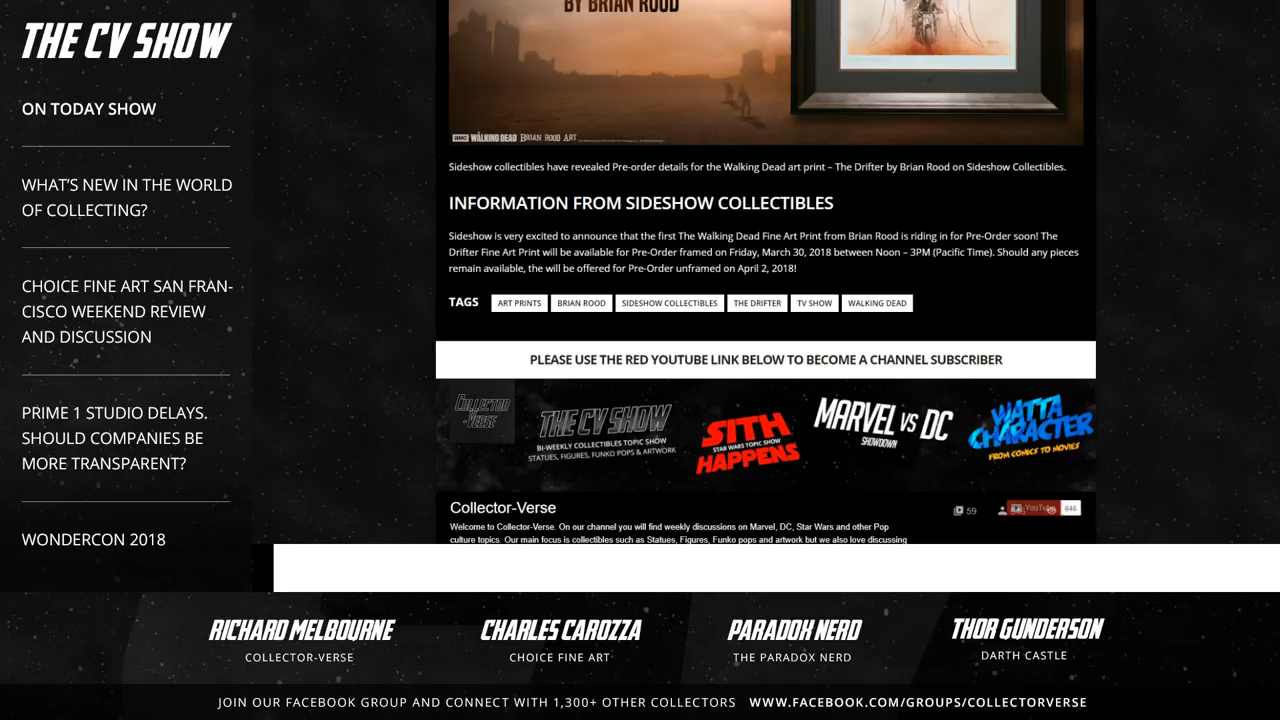 THE CV SHOW
ON TODAY SHOW
WHAT'S NEW IN THE WORLD
OF COLLECTING?
CHOICE FINE ART SAN FRAN-
CISCO WEEKEND REVIEW
AND DISCUSSION
PRIME 1 STUDIO DELAYS.
SHOULD COMPANIES BE
MORE TRANSPARENT?
WONDERCON 2018
BY BRIAN ROOD
AMC THE WALKING DEAD BRIAN ROOD ART
Sideshow collectibles have revealed Pre-order details for the Walking Dead art print – The Drifter by Brian Rood on Sideshow Collectibles.
INFORMATION FROM SIDESHOW COLLECTIBLES
Sideshow is very excited to announce that the first The Walking Dead Fine Art Print from Brian Rood is riding in for Pre-Order soon! The
Drifter Fine Art Print will be available for Pre-Order framed on Friday, March 30, 2018 between Noon – 3PM (Pacific Time). Should any pieces
remain available, the will be offered for Pre-Order unframed on April 2, 2018!
TAGS ART PRINTS BRIAN ROOD SIDESHOW COLLECTIBLES THE DRIFTER TV SHOW WALKING DEAD
PLEASE USE THE RED YOUTUBE LINK BELOW TO BECOME A CHANNEL SUBSCRIBER
COLLECTOR
-VERSE
THE CV SHOW
BI-WEEKLY COLLECTIBLES TOPIC SHOW
STATUES, FIGURES, FUNKO POPS & ARTWORK
SITH
STAR WARS TOPIC SHOW
HAPPENS
MARVEL VS DC
SHOWDOWN
WATTA
CHARACTER
FROM COMICS TO MOVIES
Collector-Verse
59 YouTube 646
Welcome to Collector-Verse. On our channel you will find weekly discussions on Marvel, DC, Star Wars and other Pop
culture topics. Our main focus is collectibles such as Statues, Figures, Funko pops and artwork but we also love discussing
RICHARD MELBOURNE
COLLECTOR-VERSE
CHARLES CAROZZA
CHOICE FINE ART
PARADOX NERD
THE PARADOX NERD
THOR GUNDERSON
DARTH CASTLE
JOIN OUR FACEBOOK GROUP AND CONNECT WITH 1,300+ OTHER COLLECTORS WWW.FACEBOOK.COM/GROUPS/COLLECTORVERSE